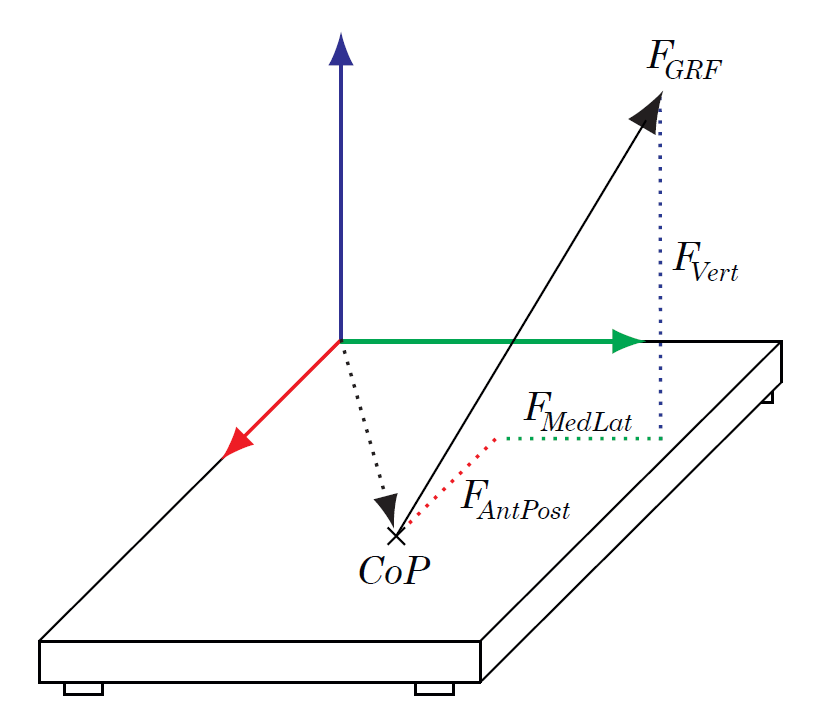 F_GRF
F_Vert
F_MedLat
F_AntPost
CoP